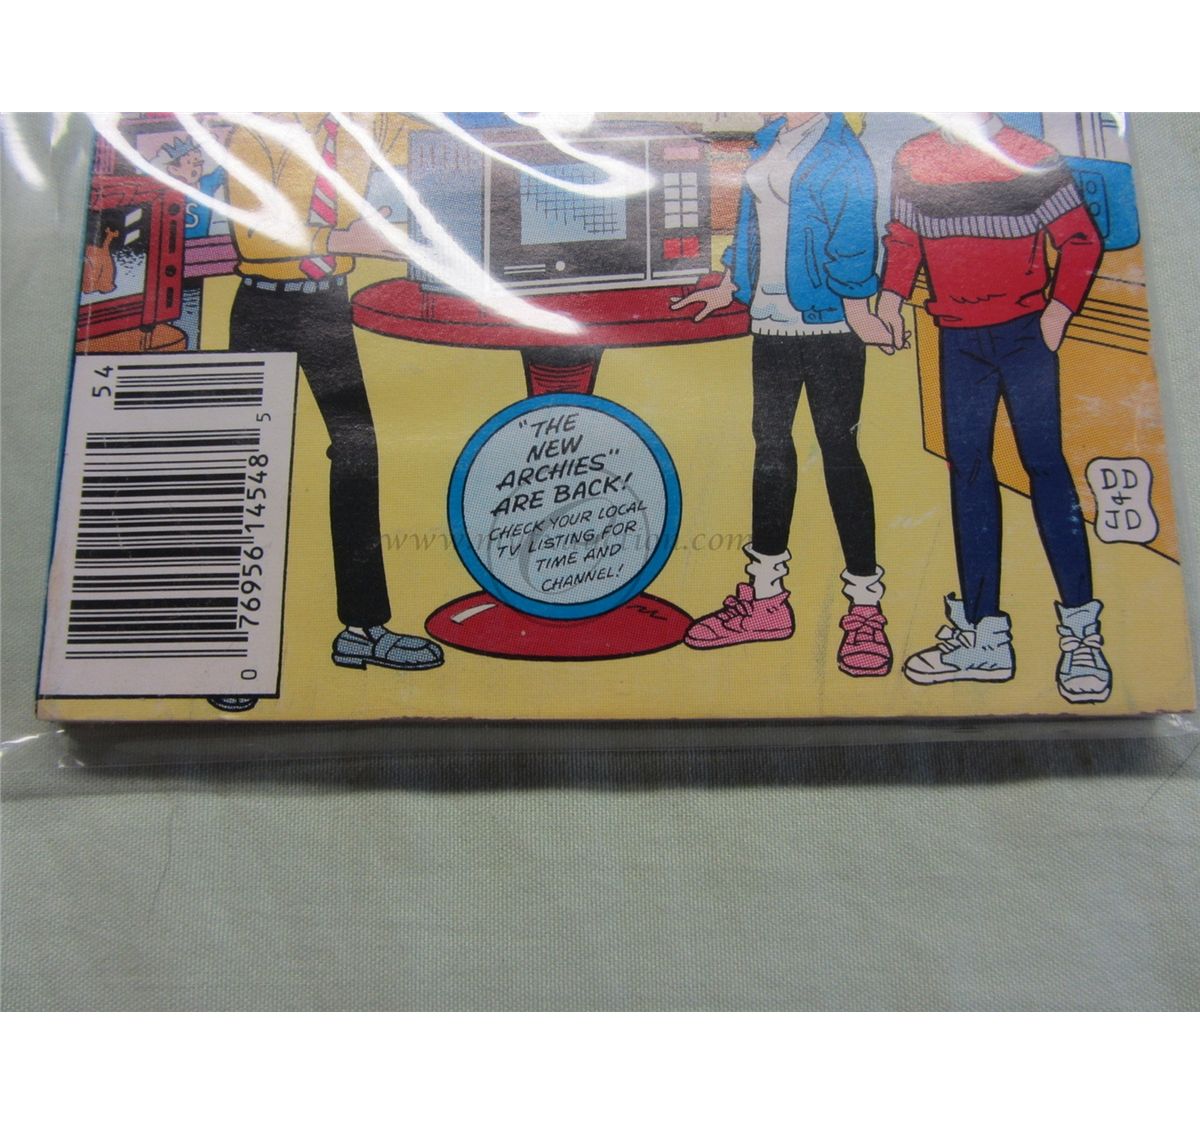 S
54
0 76956 14548 5
"THE
NEW
ARCHIES"
ARE BACK!
CHECK YOUR LOCAL
TV LISTING FOR
TIME AND
CHANNEL!
DD
&
JD